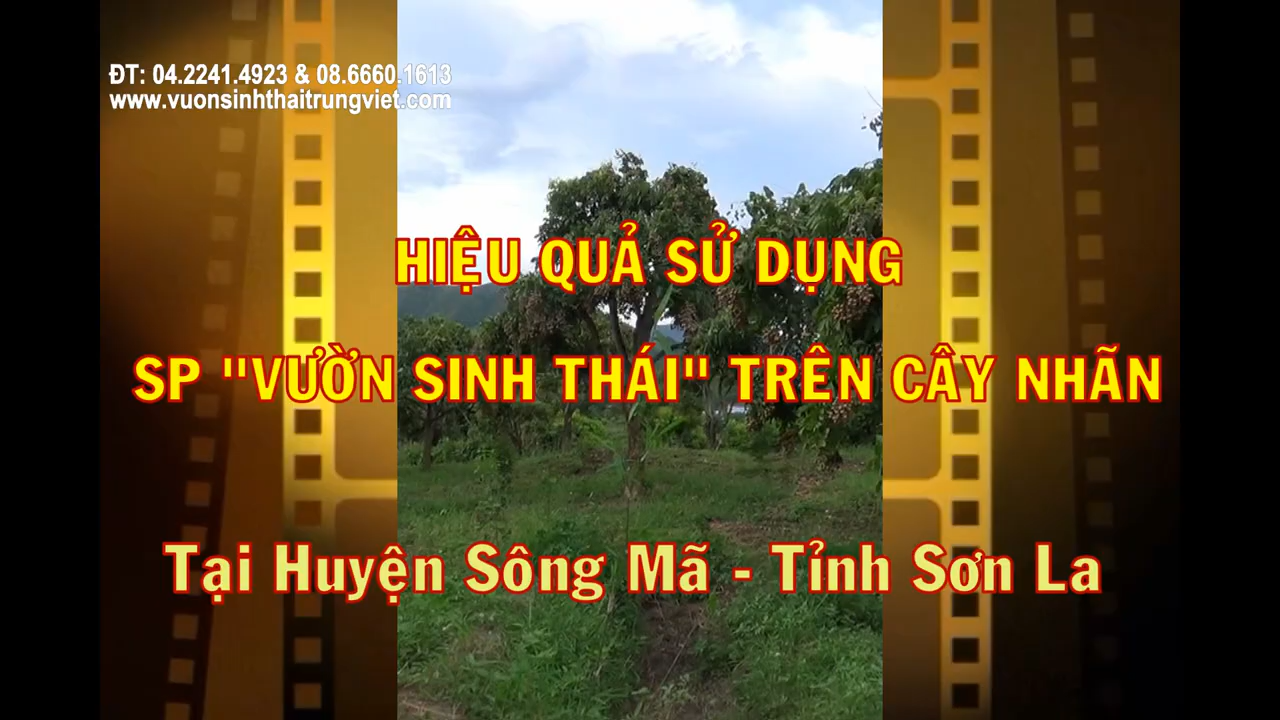 ĐT: 04.2241.4923 & 08.6660.1613
www.vuonsinhthaitrungviet.com
HIỆU QUẢ SỬ DỤNG
SP "VƯỜN SINH THÁI" TRÊN CÂY NHÃN
Tại Huyện Sông Mã - Tỉnh Sơn La